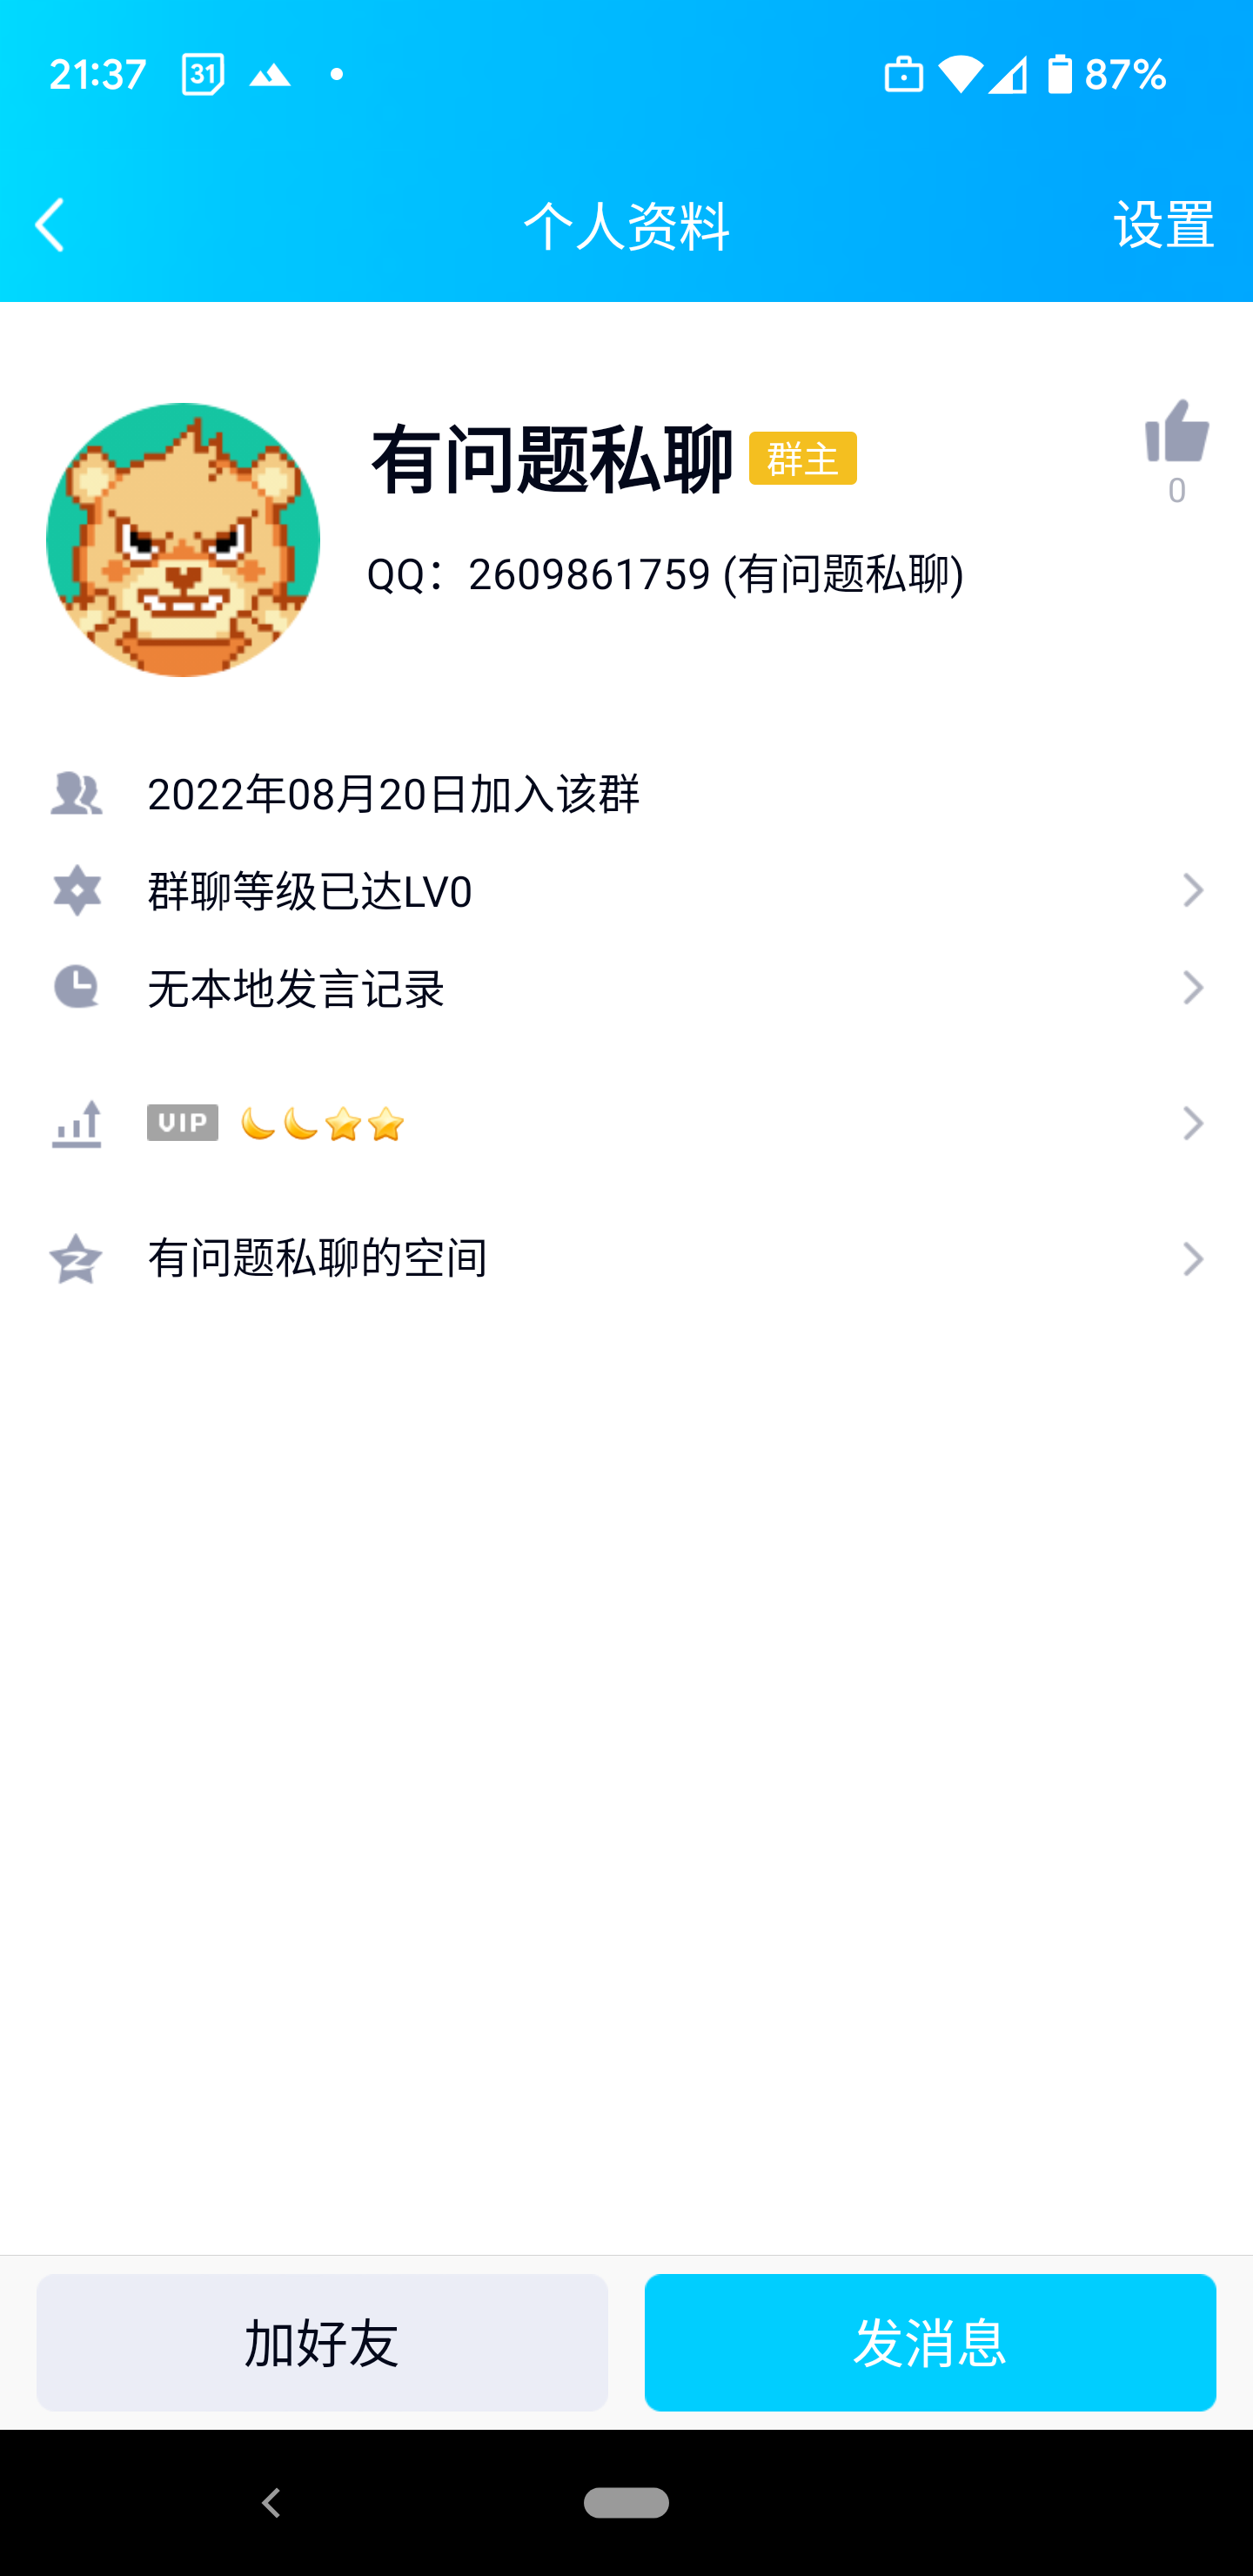 21:37 31 87%
个人资料 设置
有问题私聊 群主
0
QQ：2609861759 (有问题私聊)
2022年08月20日加入该群
群聊等级已达LV0
无本地发言记录
VIP
有问题私聊的空间
加好友 发消息